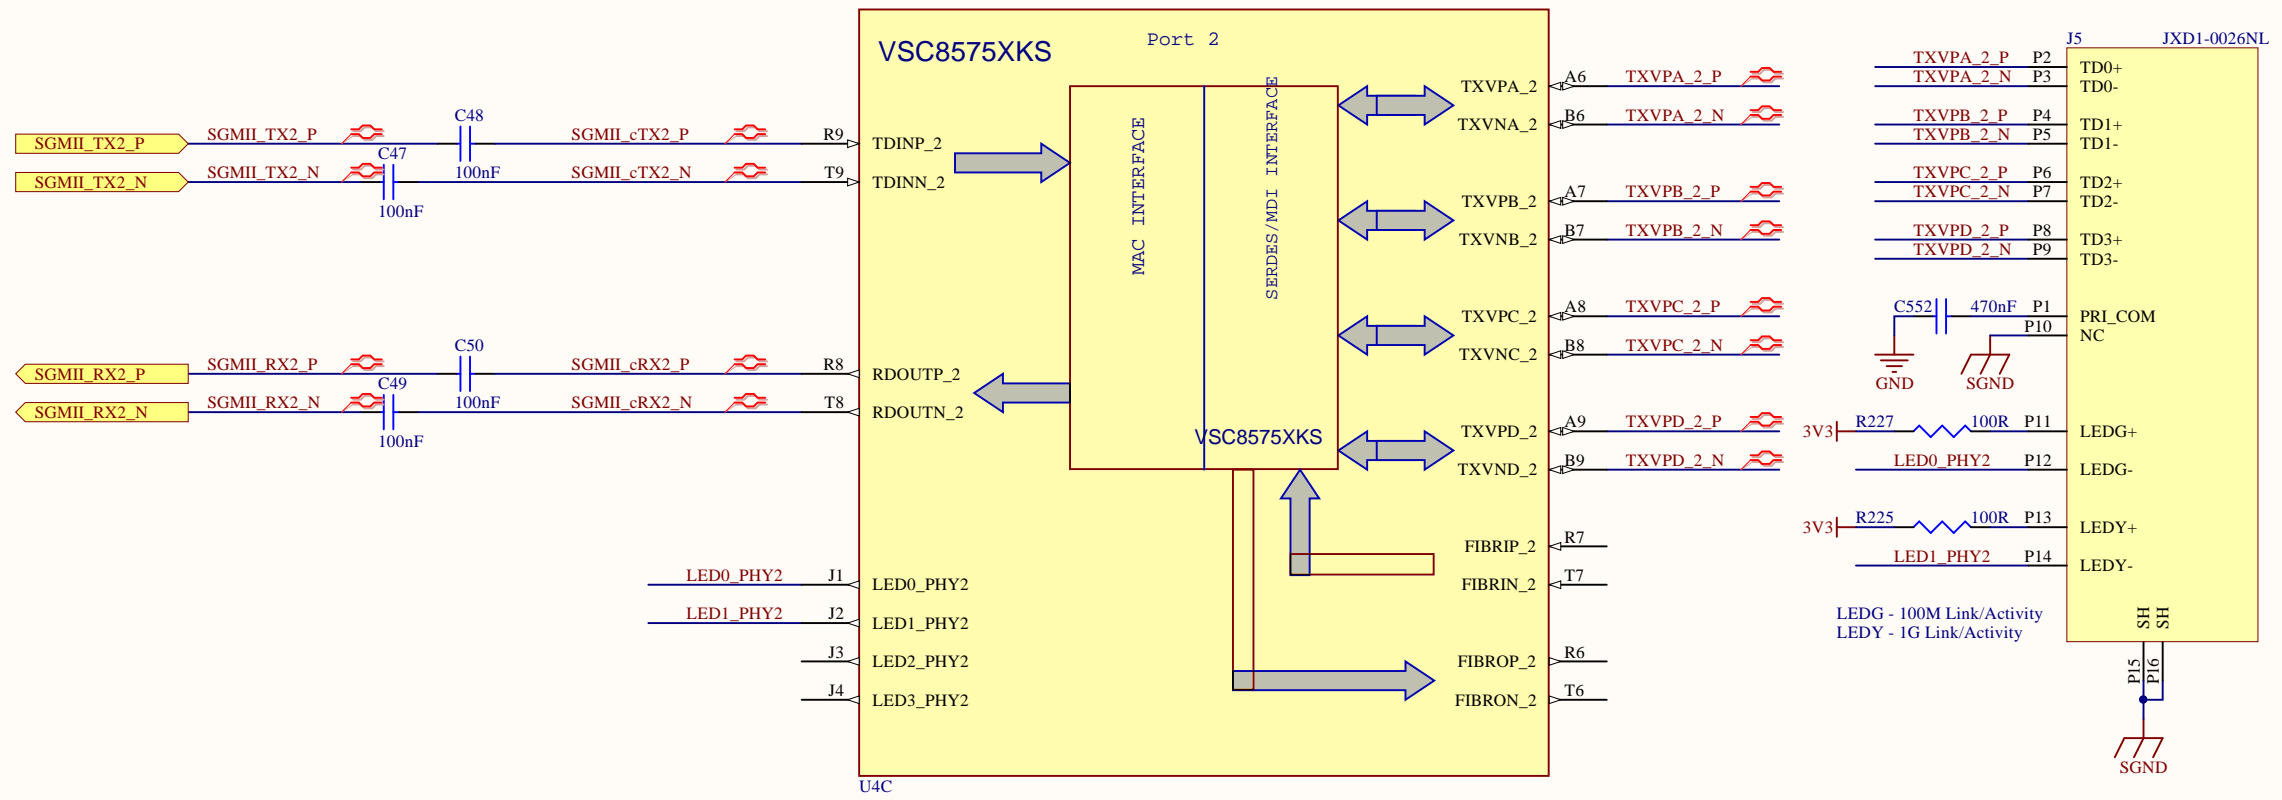 VSC8575XKS
Port 2
MAC INTERFACE
SERDES/MDI INTERFACE
VSC8575XKS
U4C
SGMII_TX2_P SGMII_TX2_P C48 100nF SGMII_cTX2_P R9 TDINP_2
SGMII_TX2_N SGMII_TX2_N C47 100nF SGMII_cTX2_N T9 TDINN_2
SGMII_RX2_P SGMII_RX2_P C50 100nF SGMII_cRX2_P R8 RDOUTP_2
SGMII_RX2_N SGMII_RX2_N C49 100nF SGMII_cRX2_N T8 RDOUTN_2
LED0_PHY2 J1 LED0_PHY2
LED1_PHY2 J2 LED1_PHY2
J3 LED2_PHY2
J4 LED3_PHY2
TXVPA_2 A6 TXVPA_2_P
TXVNA_2 B6 TXVPA_2_N
TXVPB_2 A7 TXVPB_2_P
TXVNB_2 B7 TXVPB_2_N
TXVPC_2 A8 TXVPC_2_P
TXVNC_2 B8 TXVPC_2_N
TXVPD_2 A9 TXVPD_2_P
TXVND_2 B9 TXVPD_2_N
FIBRIP_2 R7
FIBRIN_2 T7
FIBROP_2 R6
FIBRON_2 T6
J5 JXD1-0026NL
TXVPA_2_P P2 TD0+
TXVPA_2_N P3 TD0-
TXVPB_2_P P4 TD1+
TXVPB_2_N P5 TD1-
TXVPC_2_P P6 TD2+
TXVPC_2_N P7 TD2-
TXVPD_2_P P8 TD3+
TXVPD_2_N P9 TD3-
C552 470nF P1 PRI_COM
P10 NC
GND SGND
3V3 R227 100R P11 LEDG+
LED0_PHY2 P12 LEDG-
3V3 R225 100R P13 LEDY+
LED1_PHY2 P14 LEDY-
LEDG - 100M Link/Activity
LEDY - 1G Link/Activity
SH SH
P15 P16
SGND